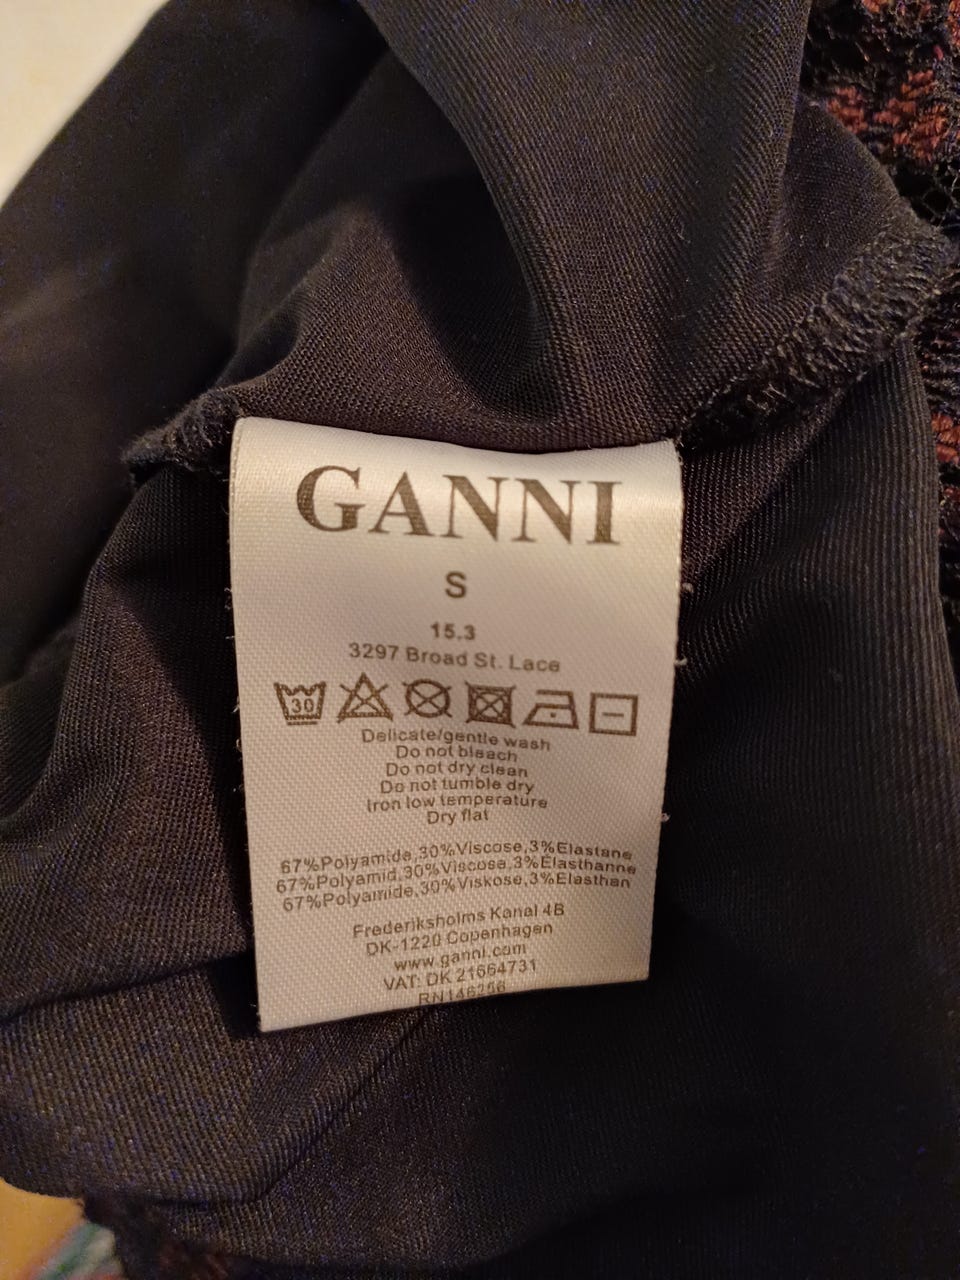 GANNI
S
15.3
3297 Broad St. Lace
30
Delicate/gentle wash
Do not bleach
Do not dry clean
Do not tumble dry
Iron low temperature
Dry flat
67%Polyamide,30%Viscose,3%Elastane
67%Polyamid,30%Viscose,3%Elasthanne
67%Polyamide,30%Viskose,3%Elasthan
Frederiksholms Kanal 4B
DK-1220 Copenhagen
www.ganni.com
VAT: DK 21664731
RN146256